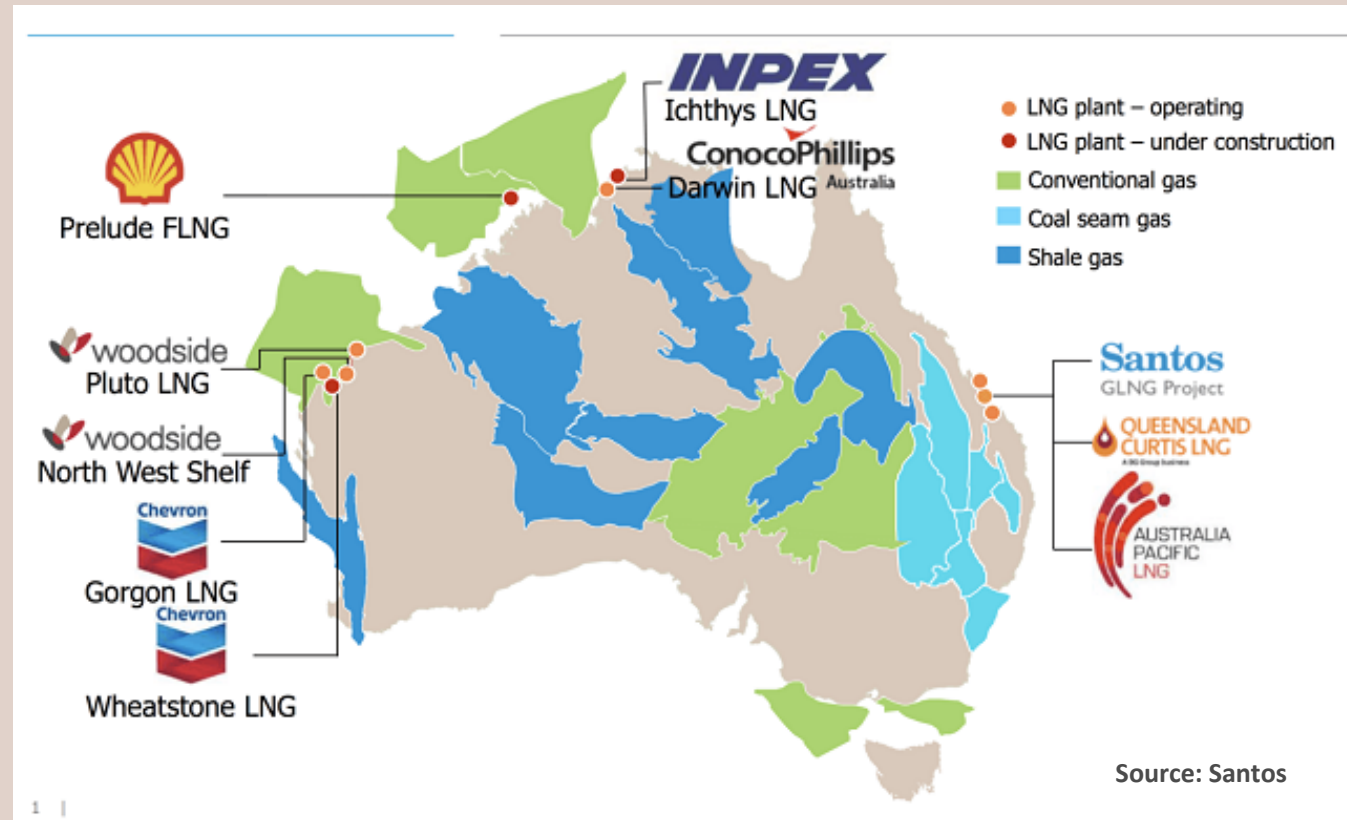 INPEX
Ichthys LNG
ConocoPhillips
Australia
Darwin LNG
LNG plant – operating
LNG plant – under construction
Conventional gas
Coal seam gas
Shale gas
Prelude FLNG
woodside
Pluto LNG
woodside
North West Shelf
Chevron
Gorgon LNG
Chevron
Wheatstone LNG
Santos
GLNG Project
QUEENSLAND
CURTIS LNG
A BG Group business
AUSTRALIA
PACIFIC
LNG
Source: Santos
1 |